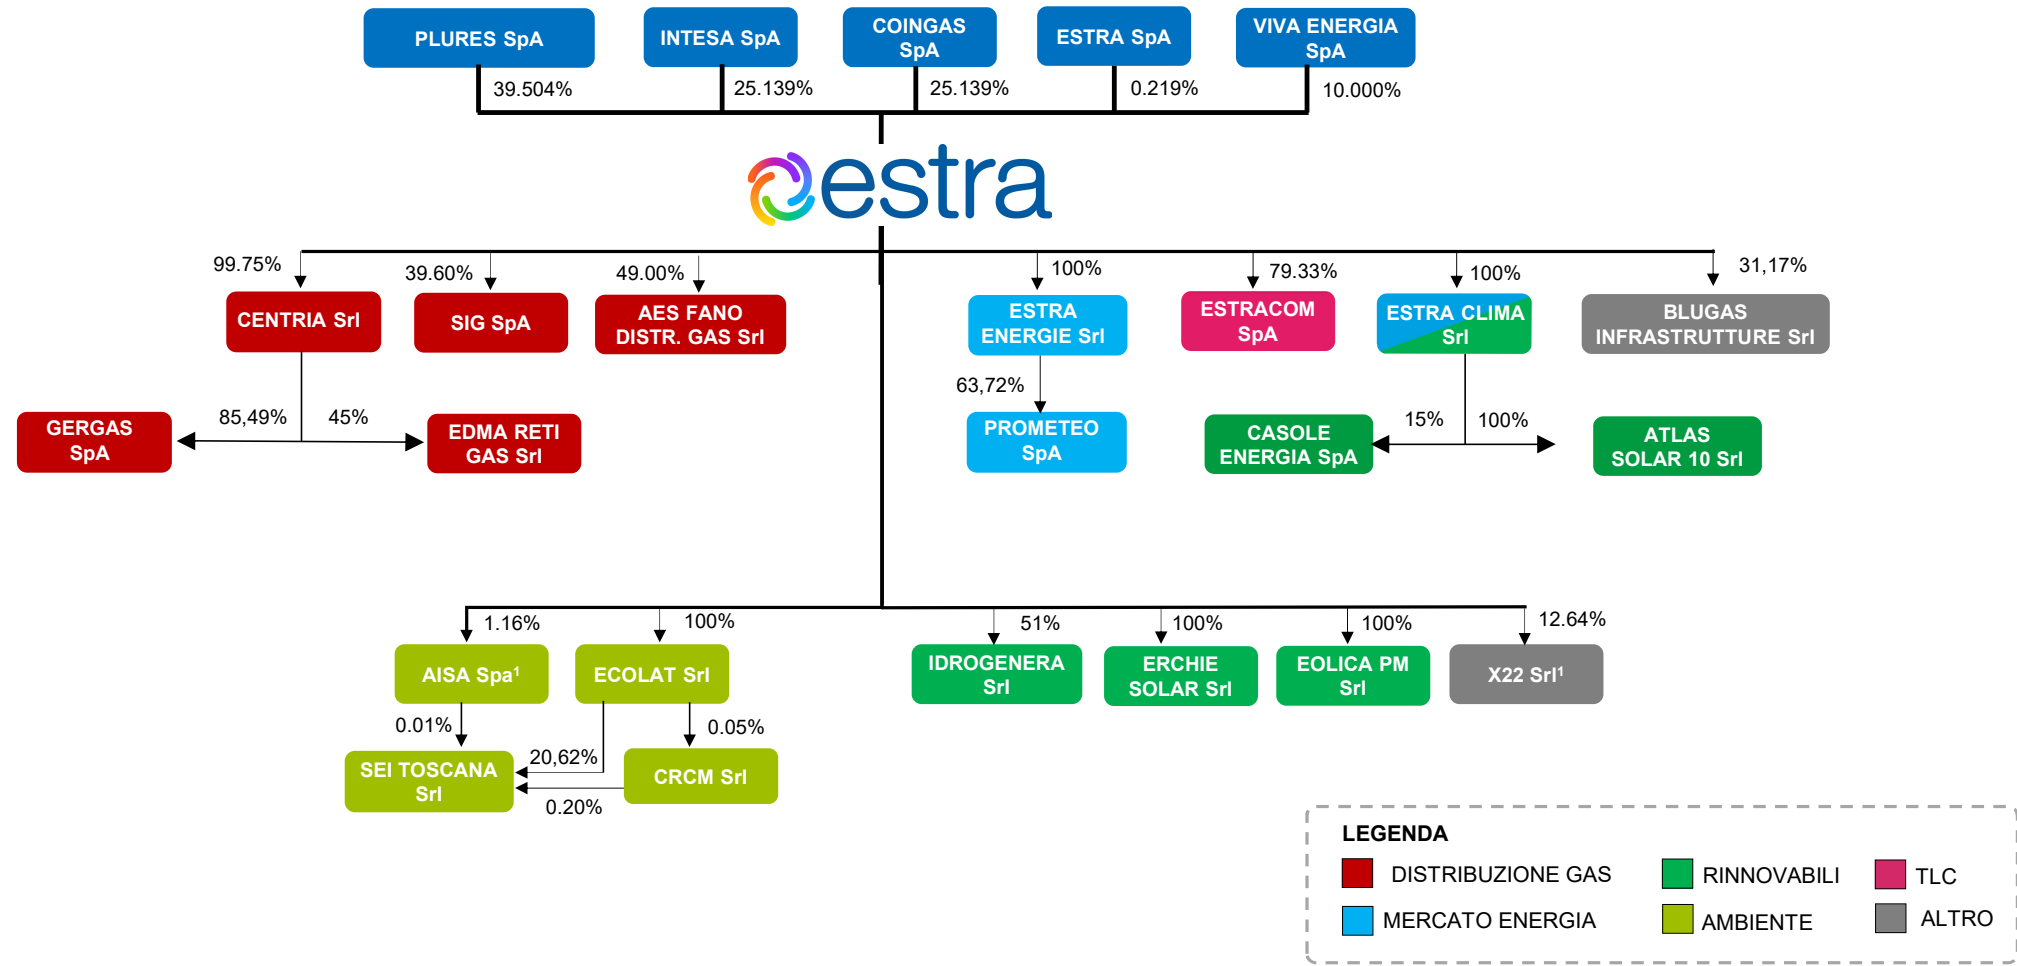 PLURES SpA
INTESA SpA
COINGAS
SpA
ESTRA SpA
VIVA ENERGIA
SpA
39.504%
25.139%
25.139%
0.219%
10.000%
estra
99.75%
39.60%
49.00%
100%
79.33%
100%
31,17%
CENTRIA Srl
SIG SpA
AES FANO
DISTR. GAS Srl
ESTRA
ENERGIE Srl
ESTRACOM
SpA
ESTRA CLIMA
Srl
BLUGAS
INFRASTRUTTURE Srl
85,49%
45%
63,72%
15%
100%
GERGAS
SpA
EDMA RETI
GAS Srl
PROMETEO
SpA
CASOLE
ENERGIA SpA
ATLAS
SOLAR 10 Srl
1.16%
100%
51%
100%
100%
12.64%
AISA Spa¹
ECOLAT Srl
IDROGENERA
Srl
ERCHIE
SOLAR Srl
EOLICA PM
Srl
X22 Srl¹
0.01%
20,62%
0.05%
SEI TOSCANA
Srl
CRCM Srl
0.20%
LEGENDA
DISTRIBUZIONE GAS
RINNOVABILI
TLC
MERCATO ENERGIA
AMBIENTE
ALTRO